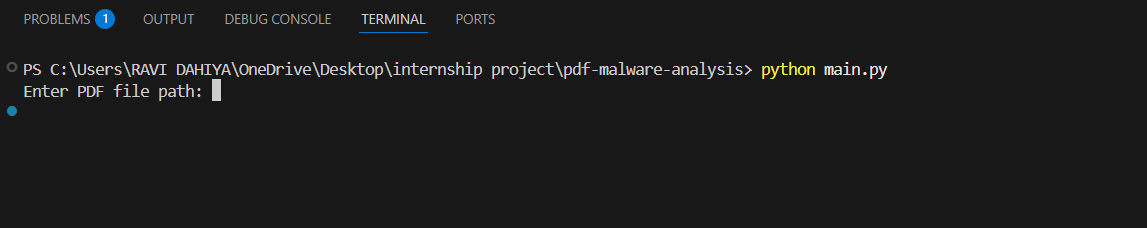 PROBLEMS 1 OUTPUT DEBUG CONSOLE TERMINAL PORTS
PS C:\Users\RAVI DAHIYA\OneDrive\Desktop\internship project\pdf-malware-analysis> python main.py
Enter PDF file path: